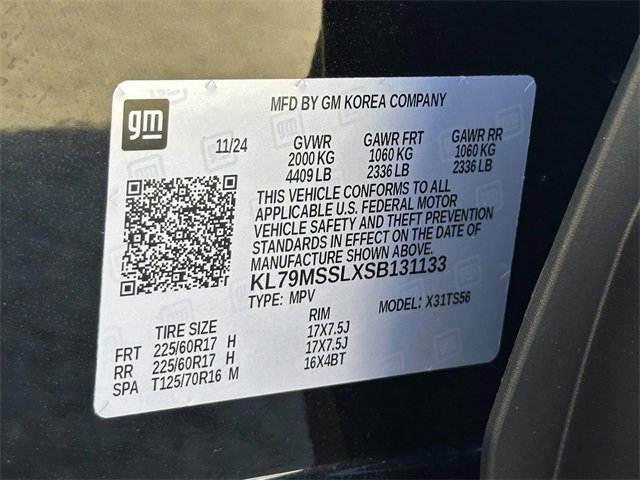 gm
MFD BY GM KOREA COMPANY
11/24 GVWR GAWR FRT GAWR RR
2000 KG 1060 KG 1060 KG
4409 LB 2336 LB 2336 LB
THIS VEHICLE CONFORMS TO ALL
APPLICABLE U.S. FEDERAL MOTOR
VEHICLE SAFETY AND THEFT PREVENTION
STANDARDS IN EFFECT ON THE DATE OF
MANUFACTURE SHOWN ABOVE.
KL79MSSLXSB131133
TYPE: MPV MODEL: X31TS56
TIRE SIZE RIM
FRT 225/60R17 H 17X7.5J
RR 225/60R17 H 17X7.5J
SPA T125/70R16 M 16X4BT